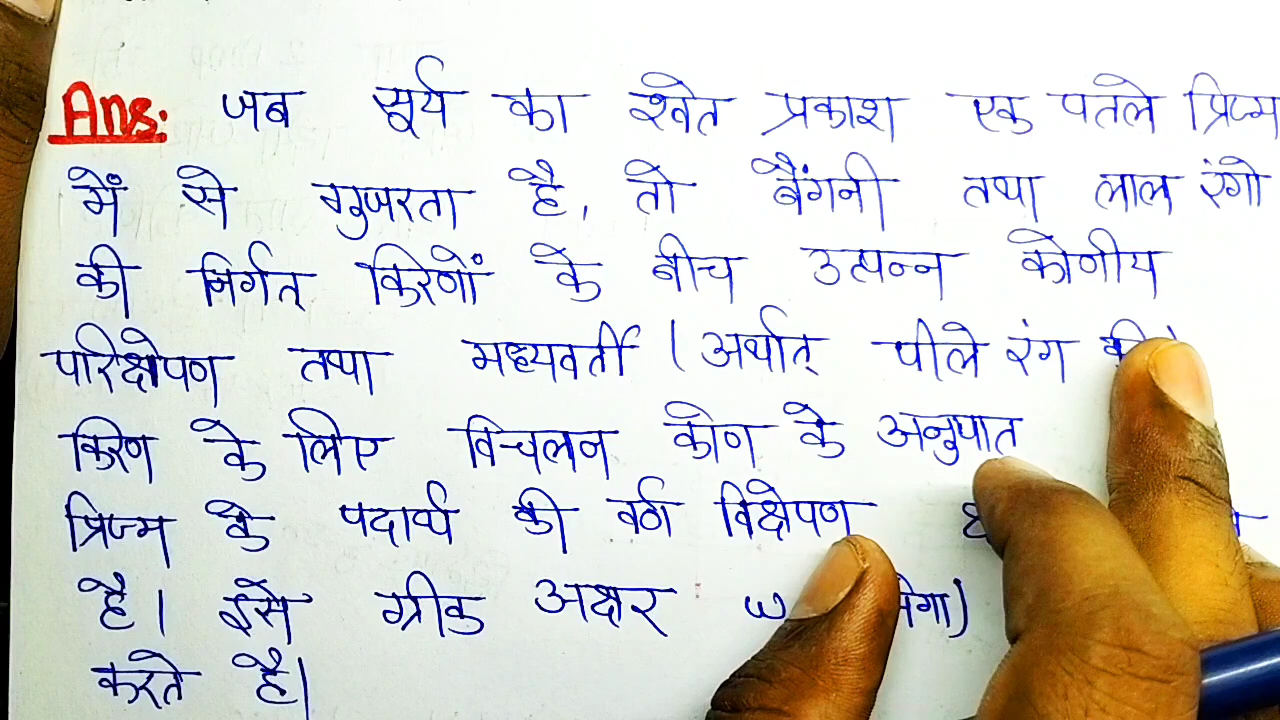 Ans: जब सूर्य का श्वेत प्रकाश एक पतले प्रिज्म
में से गुजरता है, तो बैंगनी तथा लाल रंगो
की निर्गत् किरणों के बीच उत्पन्न कोणीय
परिक्षेपण तथा मध्यवर्ती (अर्थात् पीले रंग की
किरण के लिए विचलन कोण के अनुपात
प्रिज्म के पदार्थ की वर्ण विक्षेपण
है। इसे ग्रीक अक्षर ω
करते है।